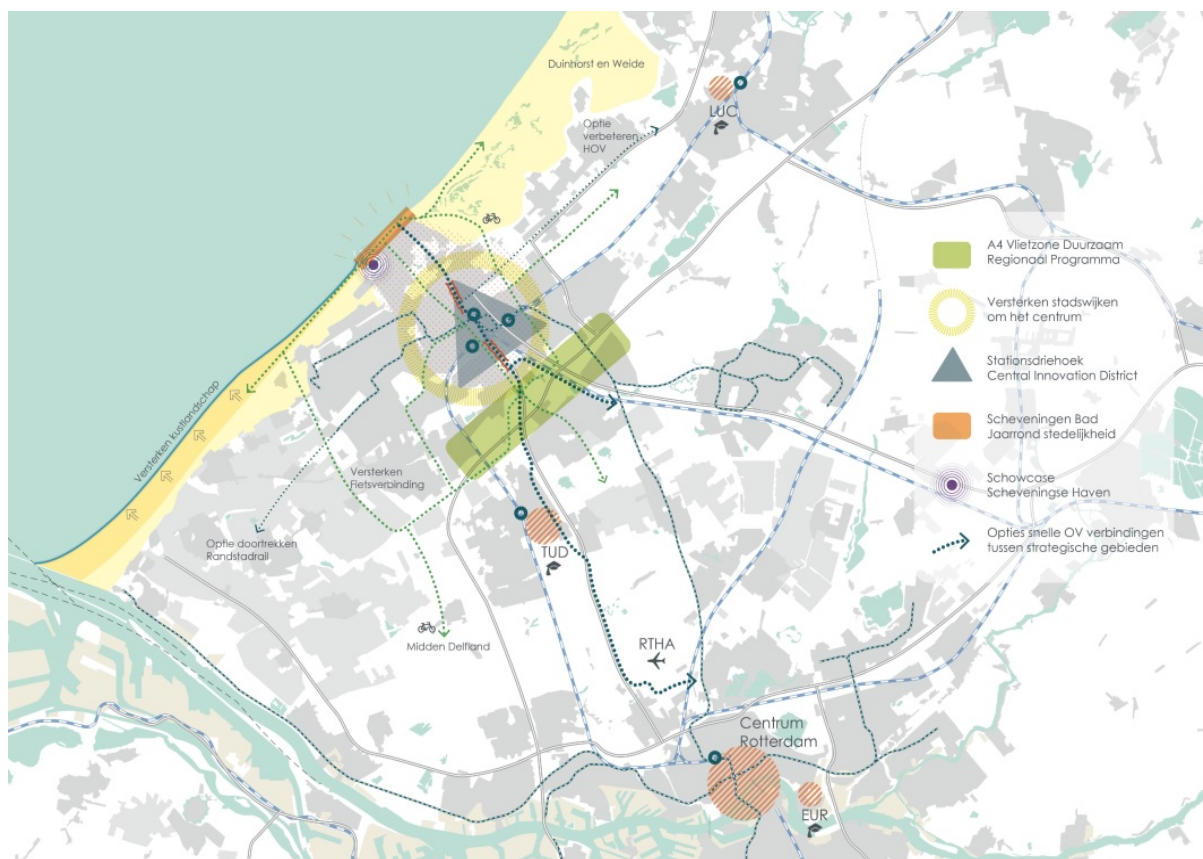 Duinhorst en Weide
Optie
verbeteren
HOV
LUC
A4 Vlietzone Duurzaam
Regionaal Programma
Versterken stadswijken
om het centrum
Stationsdriehoek
Central Innovation District
Scheveningen Bad
Jaarrond stedelijkheid
Schowcase
Scheveningse Haven
Opties snelle OV verbindingen
tussen strategische gebieden
Versterken kustlandschap
Versterken
Fietsverbinding
Optie doortrekken
Randstadrail
TUD
Midden Delfland
RTHA
Centrum
Rotterdam
EUR